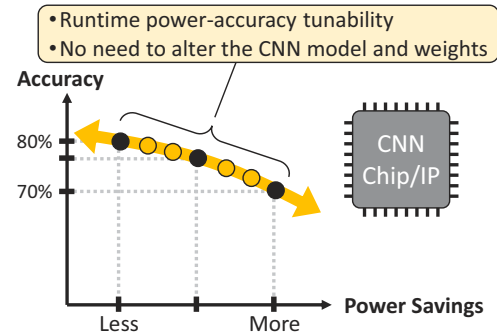 • Runtime power-accuracy tunability
• No need to alter the CNN model and weights
Accuracy
80%
70%
CNN
Chip/IP
Power Savings
Less
More